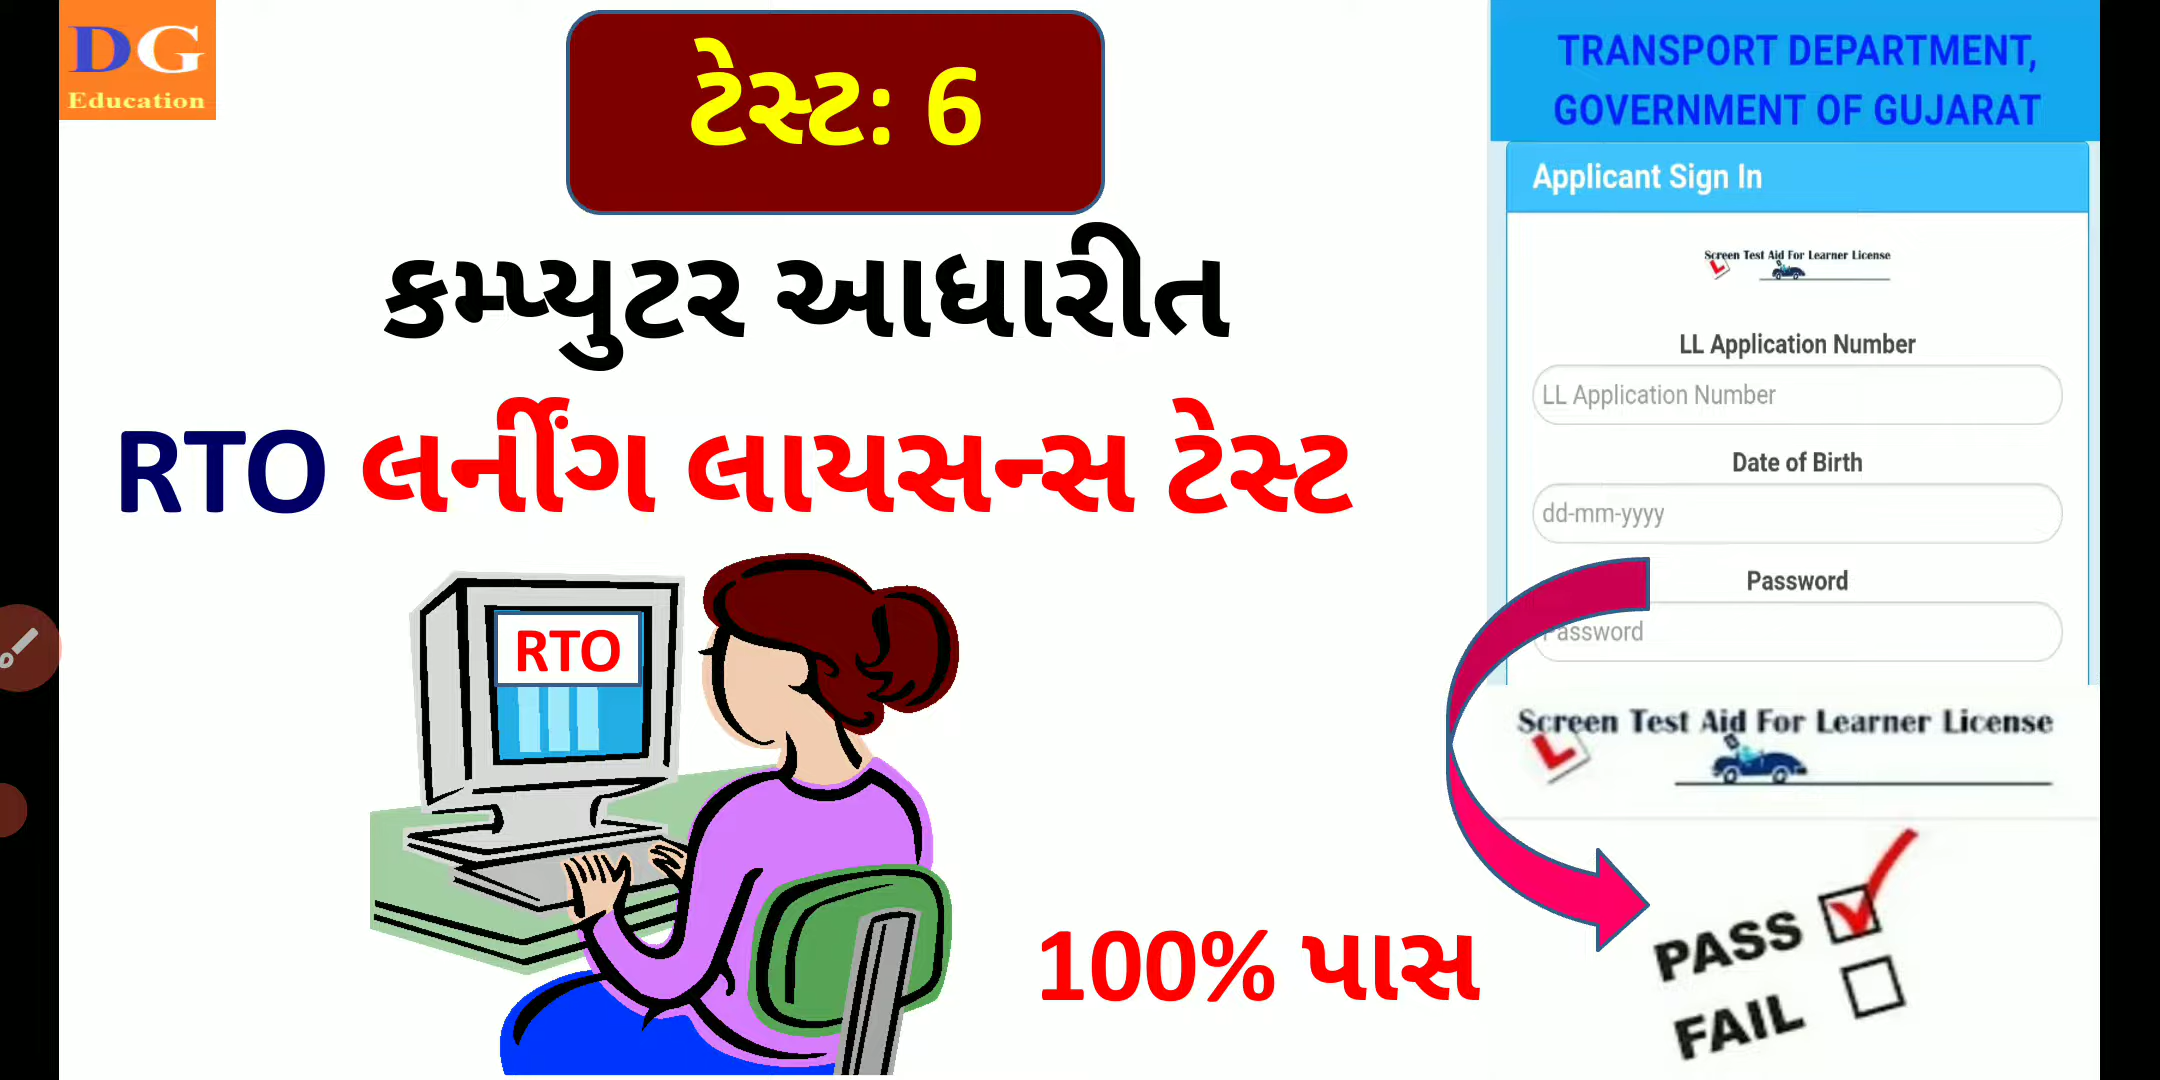 DG
Education
ટેસ્ટ: 6
કમ્પ્યુટર આધારીત
RTO લર્નીંગ લાયસન્સ ટેસ્ટ
RTO
100% પાસ
TRANSPORT DEPARTMENT,
GOVERNMENT OF GUJARAT
Applicant Sign In
Screen Test Aid For Learner License
L
LL Application Number
LL Application Number
Date of Birth
dd-mm-yyyy
Password
Password
Screen Test Aid For Learner License
L
PASS
FAIL